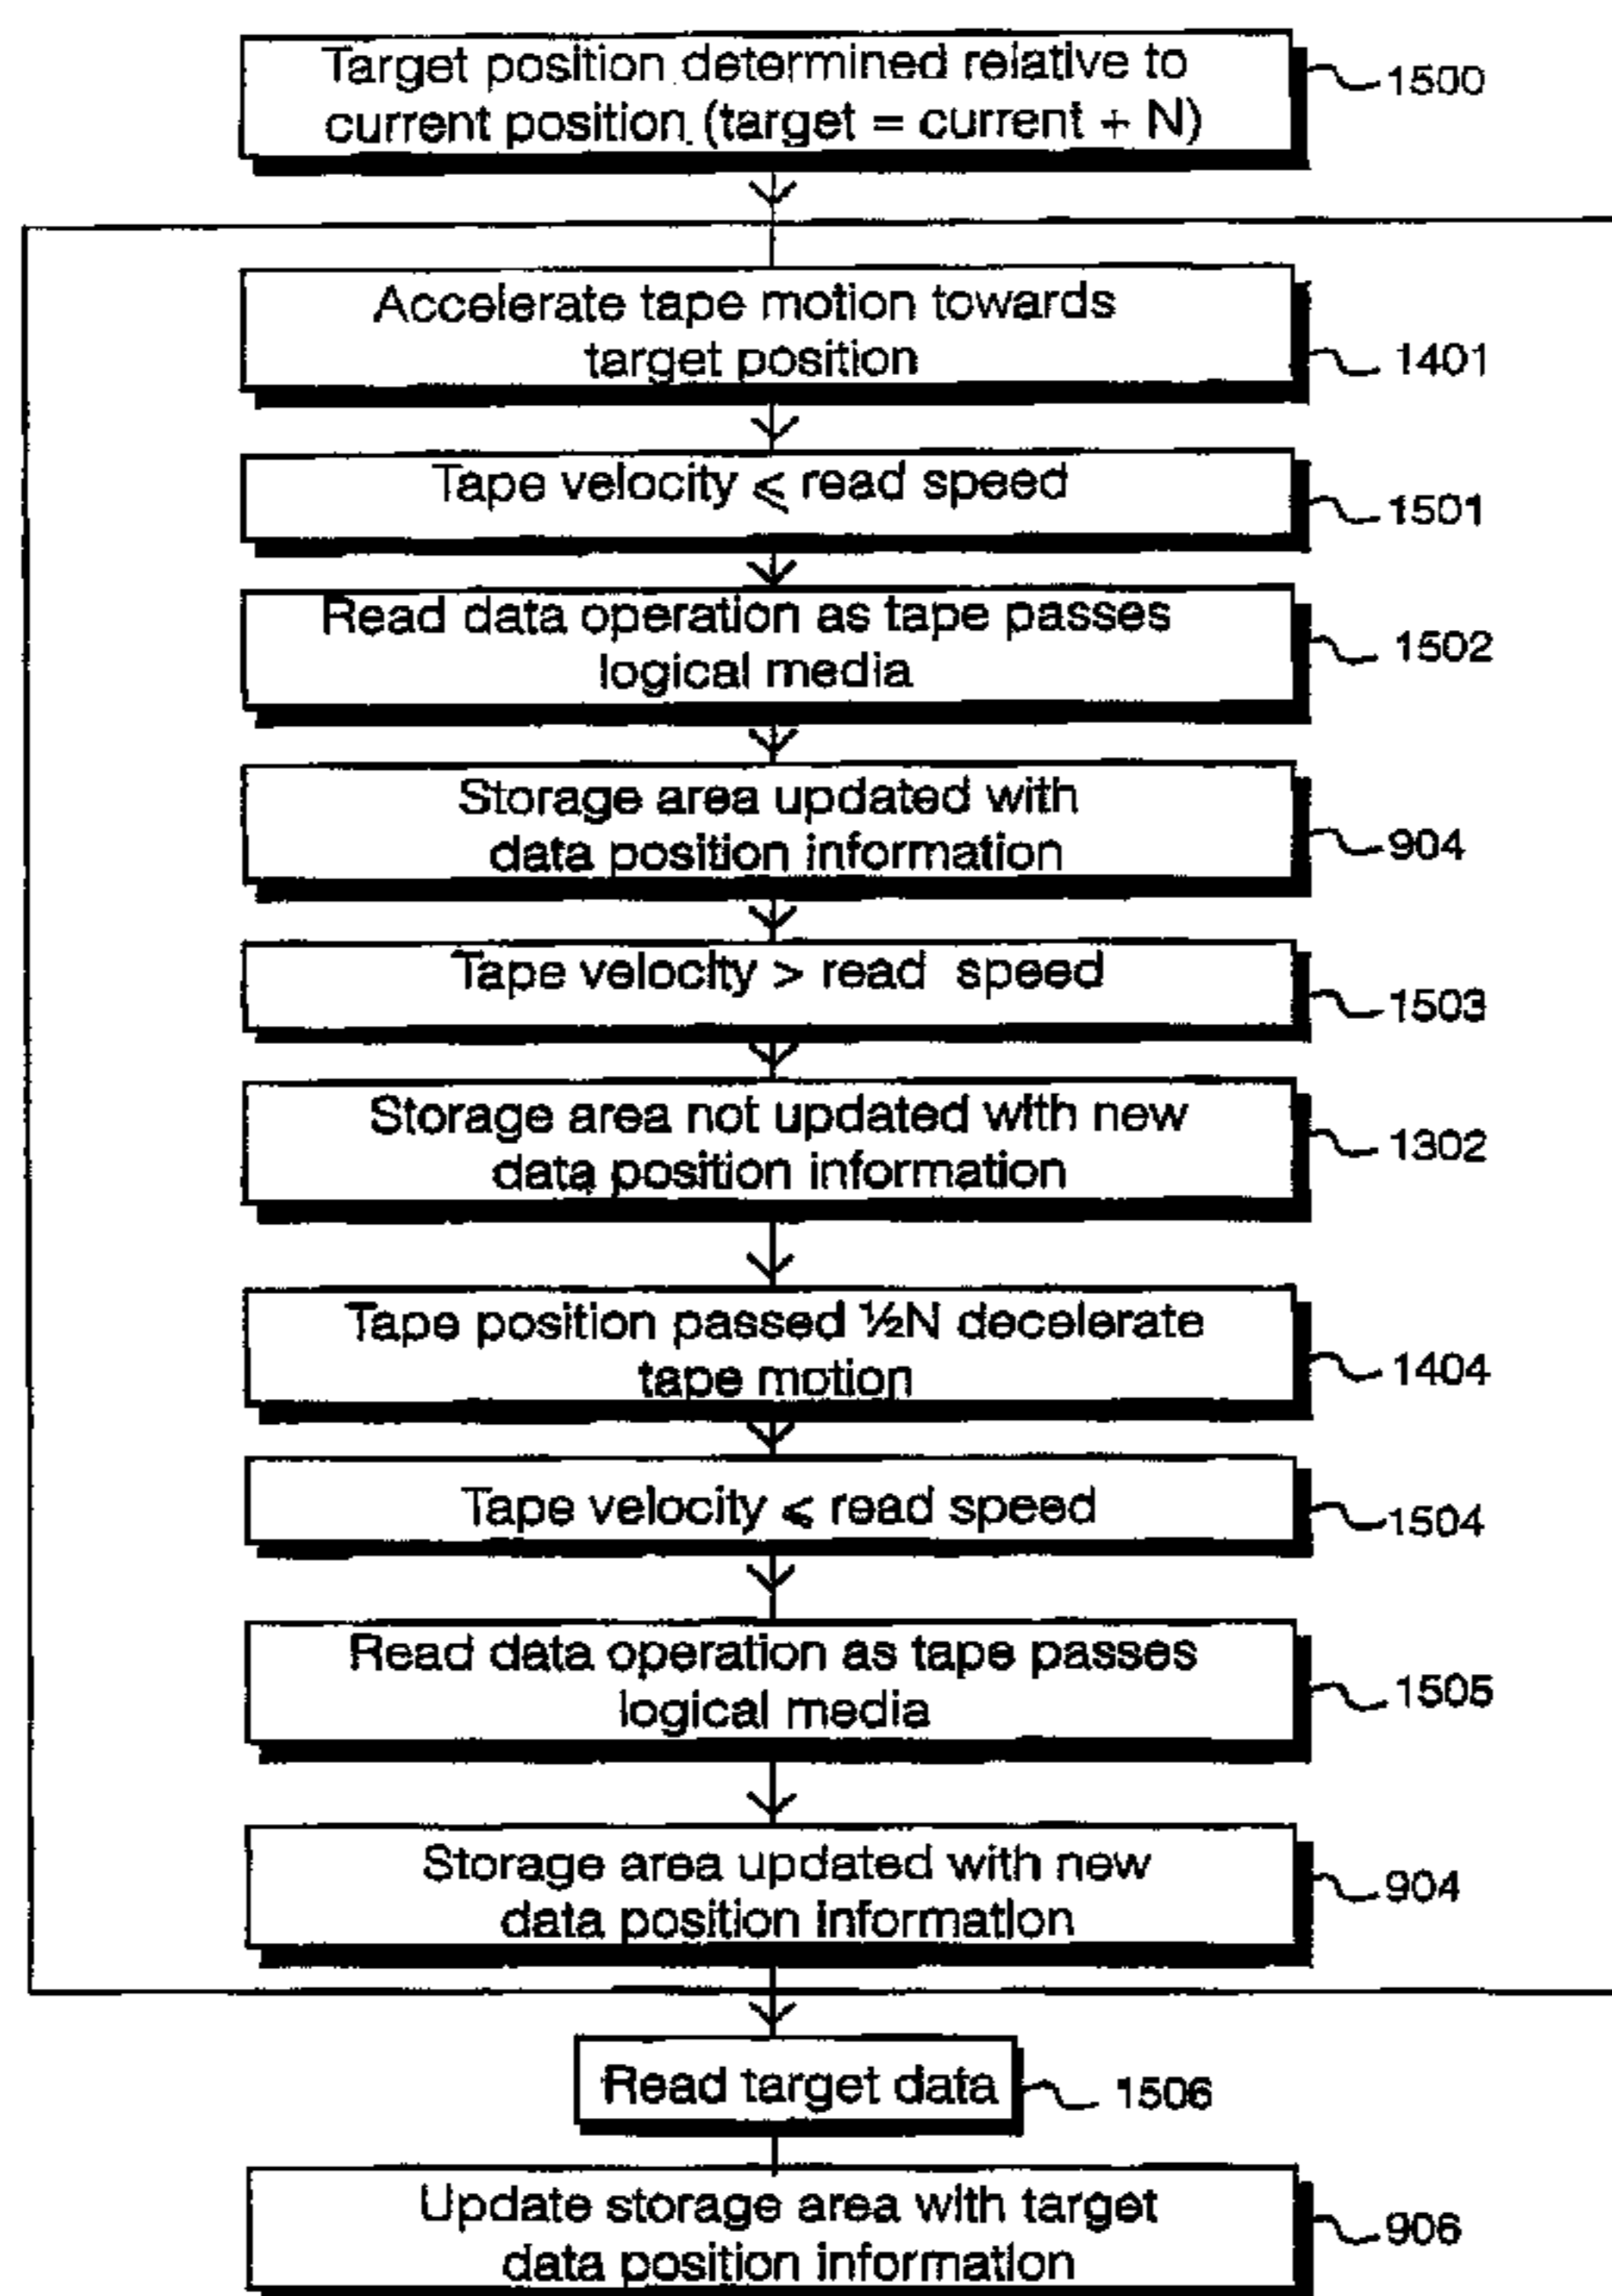 Target position determined relative to
current position (target = current + N)
1500
Accelerate tape motion towards
target position
1401
Tape velocity ⩽ read speed
1501
Read data operation as tape passes
logical media
1502
Storage area updated with
data position information
904
Tape velocity > read speed
1503
Storage area not updated with new
data position information
1302
Tape position passed ½N decelerate
tape motion
1404
Tape velocity ⩽ read speed
1504
Read data operation as tape passes
logical media
1505
Storage area updated with new
data position information
904
Read target data
1506
Update storage area with target
data position information
906